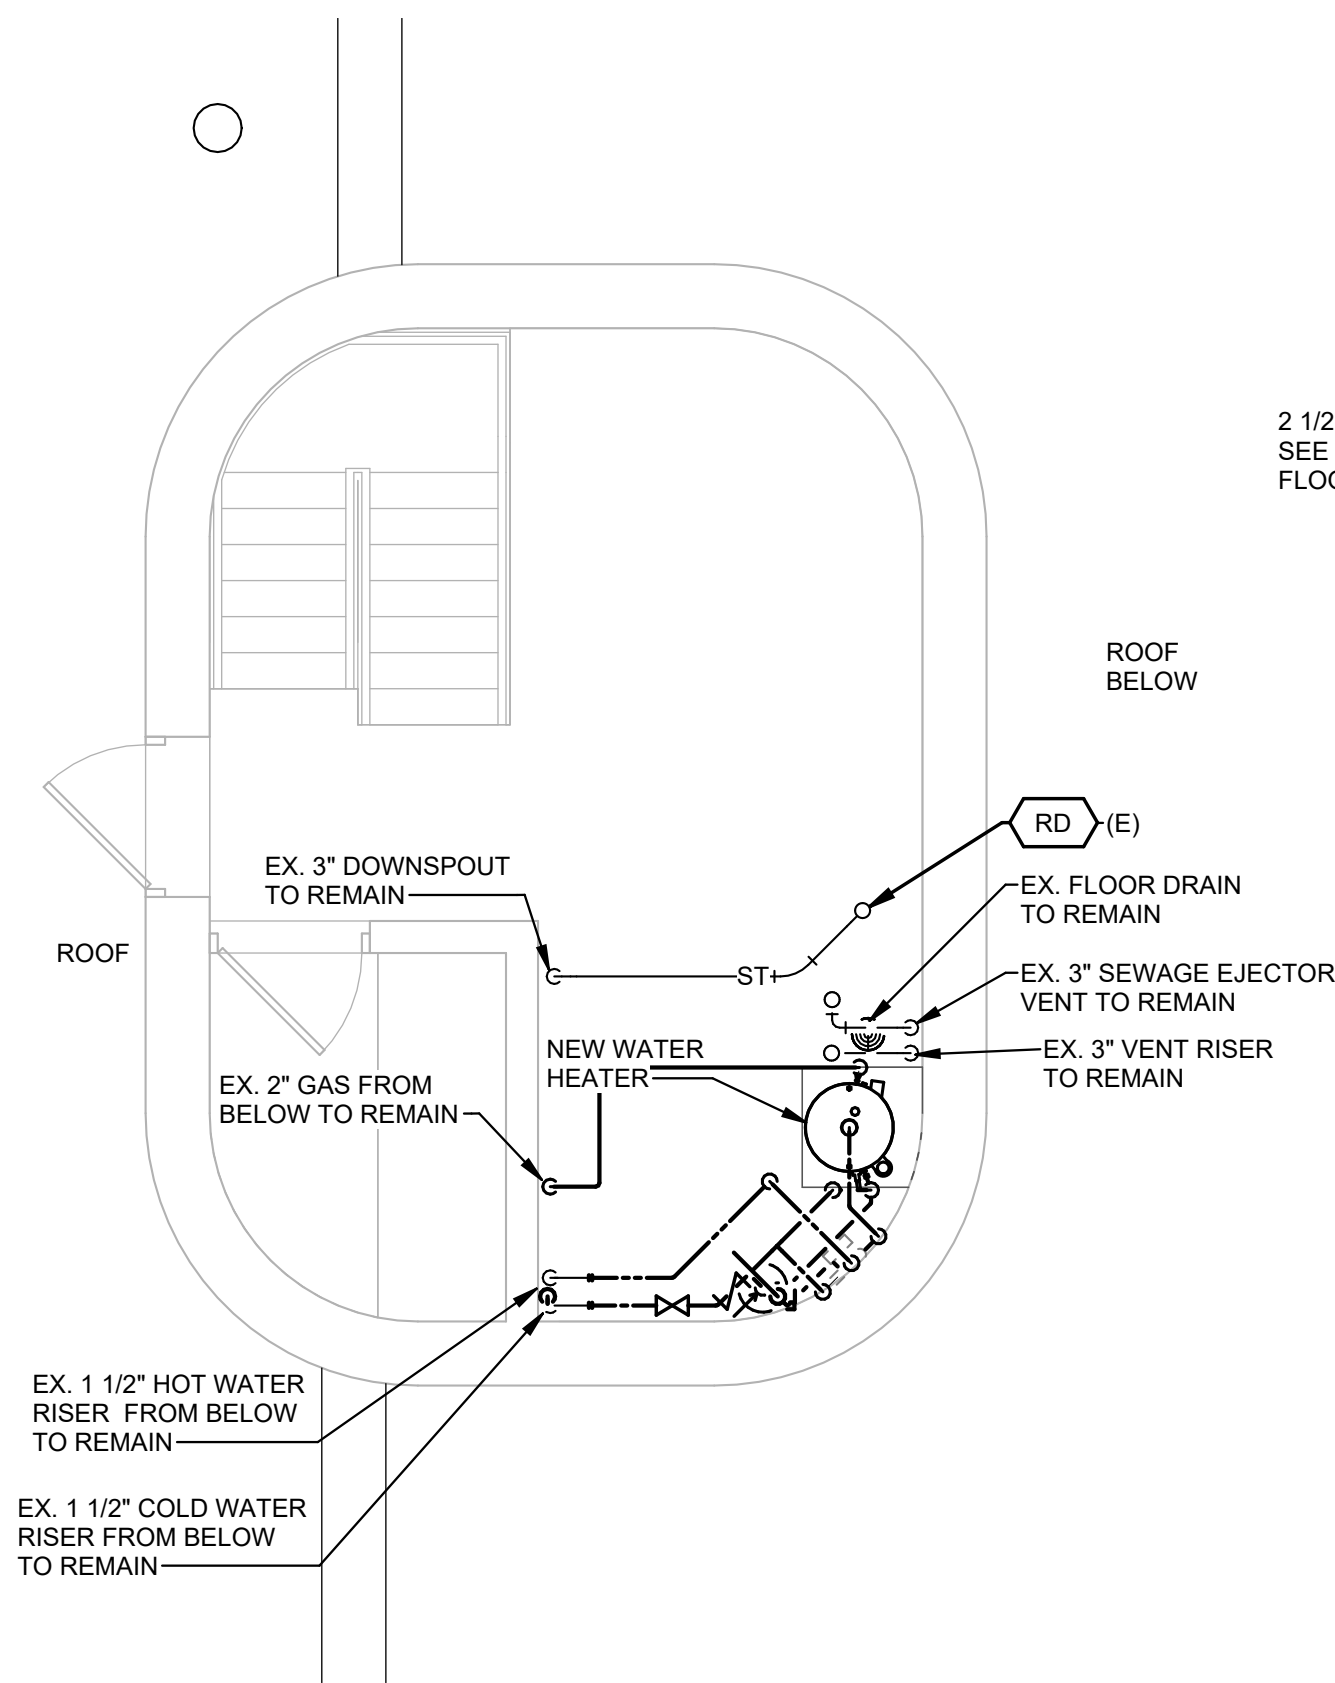 2 1/2
SEE
FLOO
ROOF
BELOW
RD (E)
EX. 3" DOWNSPOUT
TO REMAIN
EX. FLOOR DRAIN
TO REMAIN
ROOF
ST
EX. 3" SEWAGE EJECTOR
VENT TO REMAIN
NEW WATER
HEATER
EX. 3" VENT RISER
TO REMAIN
EX. 2" GAS FROM
BELOW TO REMAIN
EX. 1 1/2" HOT WATER
RISER FROM BELOW
TO REMAIN
EX. 1 1/2" COLD WATER
RISER FROM BELOW
TO REMAIN